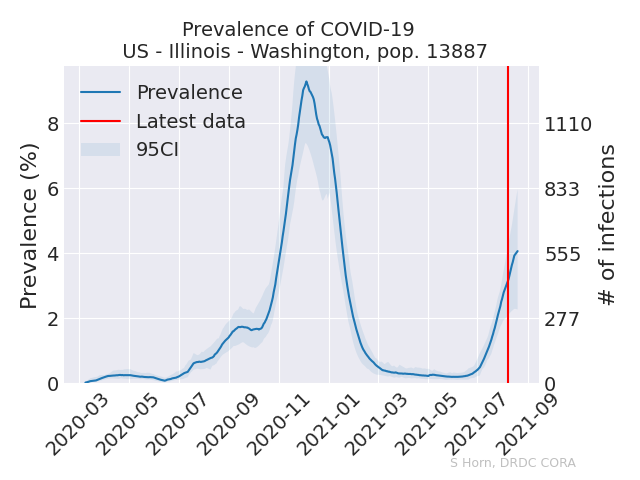 Prevalence of COVID-19
US - Illinois - Washington, pop. 13887
Prevalence
Latest data
95CI
Prevalence (%)
8
6
4
2
0
1110
833
555
277
0
# of infections
2020-03
2020-05
2020-07
2020-09
2020-11
2021-01
2021-03
2021-05
2021-07
2021-09
S Horn, DRDC CORA